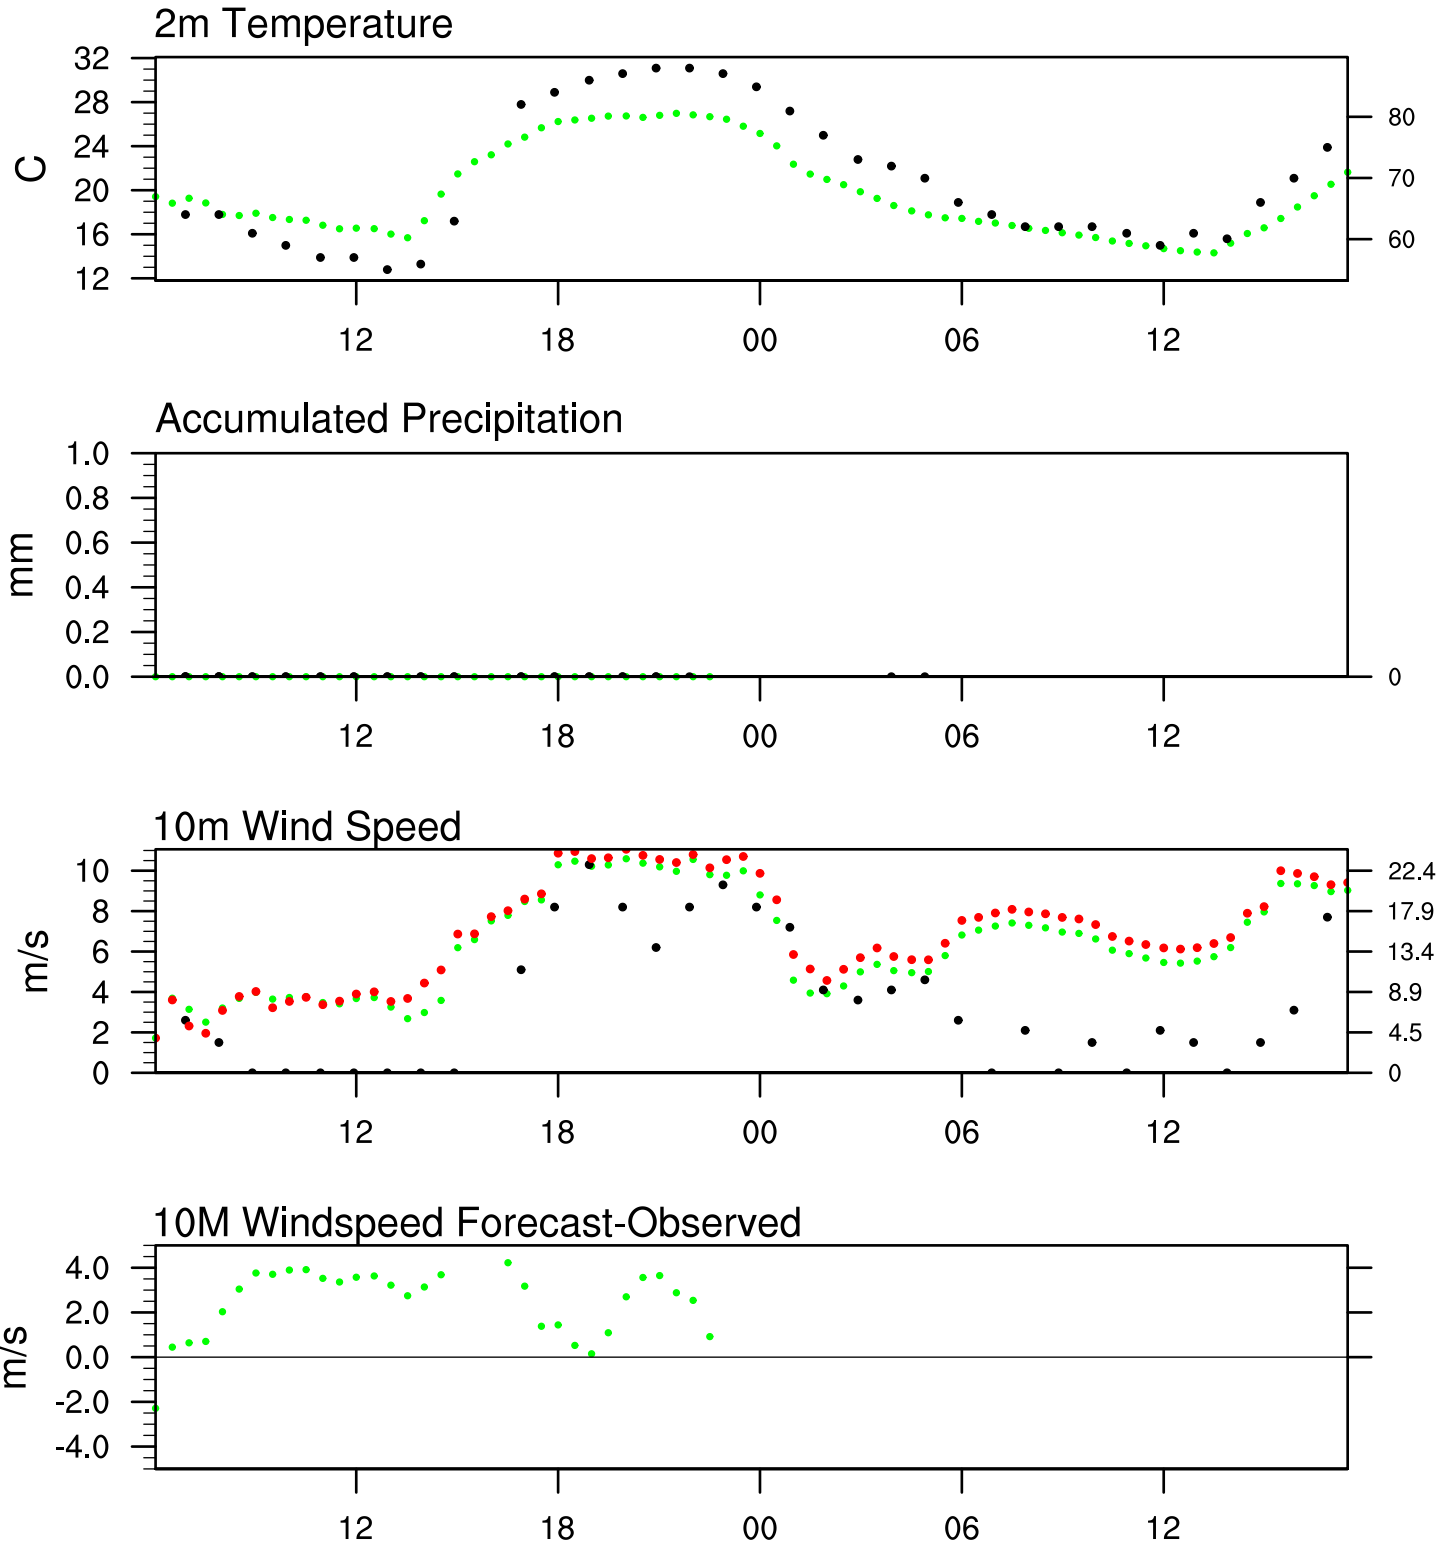 2m Temperature
32
28
24
20
16
12
C
80
70
60
12 18 00 06 12
Accumulated Precipitation
1.0
0.8
0.6
0.4
0.2
0.0
mm
0
12 18 00 06 12
10m Wind Speed
10
8
6
4
2
0
m/s
22.4
17.9
13.4
8.9
4.5
0
12 18 00 06 12
10M Windspeed Forecast-Observed
4.0
2.0
0.0
-2.0
-4.0
m/s
12 18 00 06 12